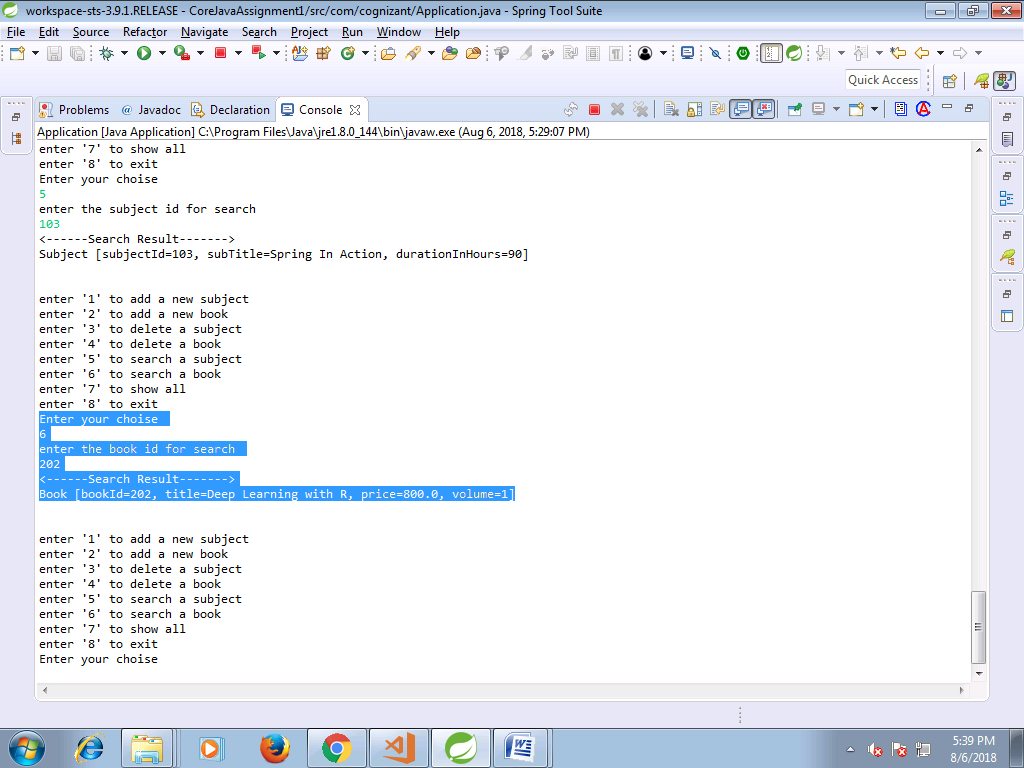 workspace-sts-3.9.1.RELEASE - CoreJavaAssignment1/src/com/cognizant/Application.java - Spring Tool Suite
File Edit Source Refactor Navigate Search Project Run Window Help
Quick Access
Problems @ Javadoc Declaration Console
Application [Java Application] C:\Program Files\Java\jre1.8.0_144\bin\javaw.exe (Aug 6, 2018, 5:29:07 PM)
enter '7' to show all
enter '8' to exit
Enter your choise
5
enter the subject id for search
103
<------Search Result------->
Subject [subjectId=103, subTitle=Spring In Action, durationInHours=90]
enter '1' to add a new subject
enter '2' to add a new book
enter '3' to delete a subject
enter '4' to delete a book
enter '5' to search a subject
enter '6' to search a book
enter '7' to show all
enter '8' to exit
Enter your choise
6
enter the book id for search
202
<------Search Result------->
Book [bookId=202, title=Deep Learning with R, price=800.0, volume=1]
enter '1' to add a new subject
enter '2' to add a new book
enter '3' to delete a subject
enter '4' to delete a book
enter '5' to search a subject
enter '6' to search a book
enter '7' to show all
enter '8' to exit
Enter your choise
5:39 PM
8/6/2018